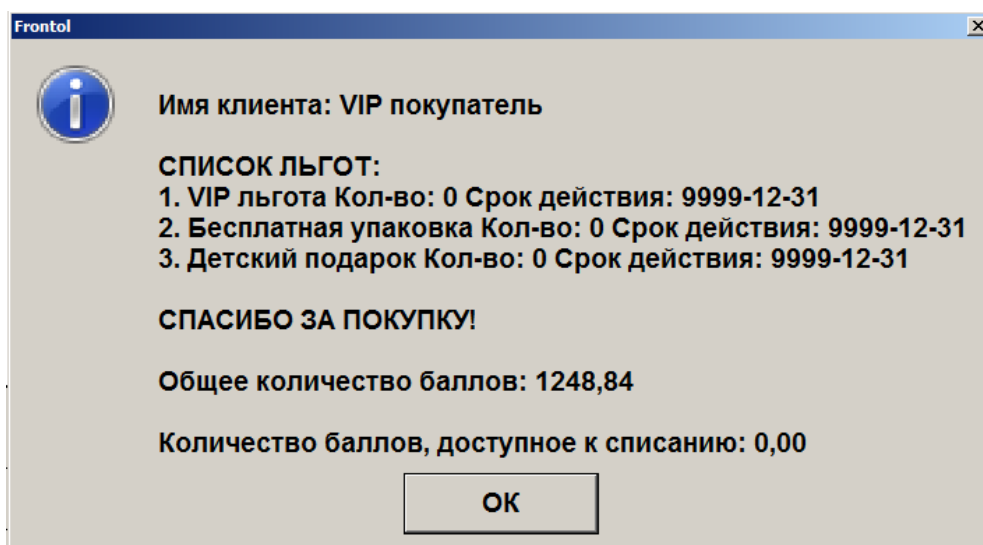 Frontol
Имя клиента: VIP покупатель
СПИСОК ЛЬГОТ:
1. VIP льгота Кол-во: 0 Срок действия: 9999-12-31
2. Бесплатная упаковка Кол-во: 0 Срок действия: 9999-12-31
3. Детский подарок Кол-во: 0 Срок действия: 9999-12-31
СПАСИБО ЗА ПОКУПКУ!
Общее количество баллов: 1248,84
Количество баллов, доступное к списанию: 0,00
ОК